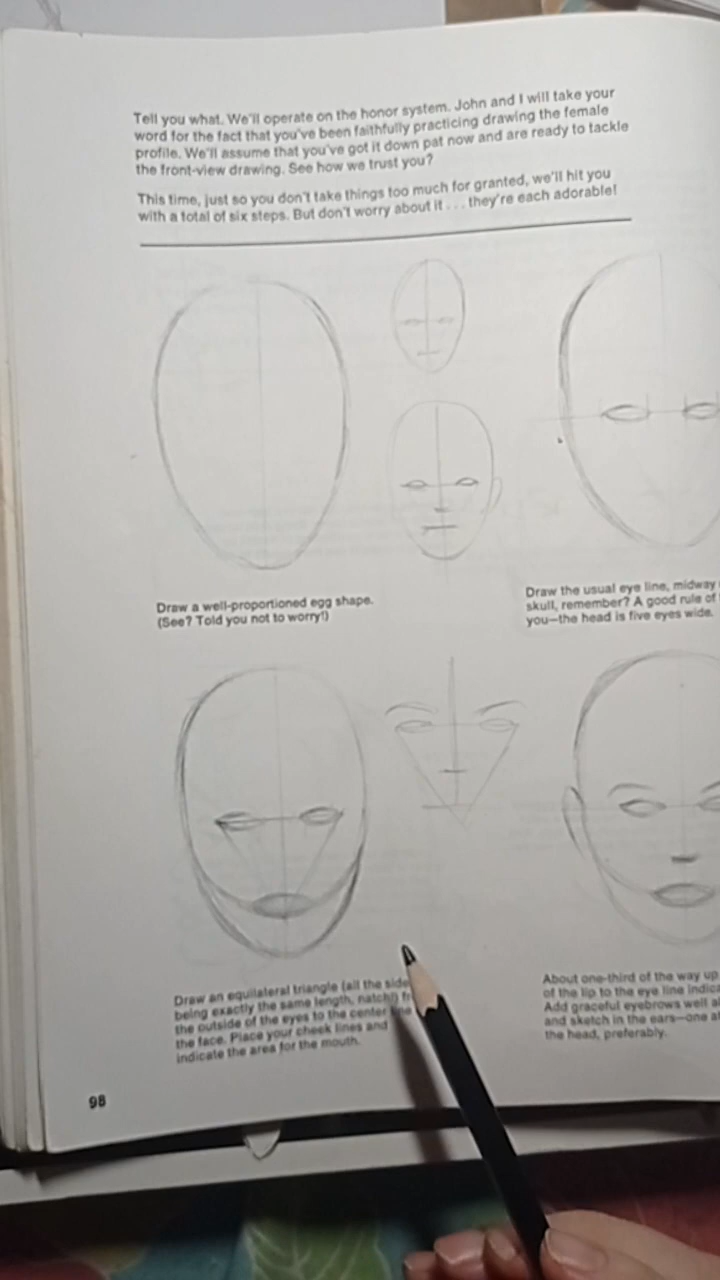 Tell you what. We'll operate on the honor system. John and I will take your
word for the fact that you've been faithfully practicing drawing the female
profile. We'll assume that you've got it down pat now and are ready to tackle
the front-view drawing. See how we trust you?
This time, just so you don't take things too much for granted, we'll hit you
with a total of six steps. But don't worry about it . . . they're each adorable!
Draw a well-proportioned egg shape.
(See? Told you not to worry!)
Draw the usual eye line, midway
skull, remember? A good rule of
you—the head is five eyes wide.
Draw an equilateral triangle (all the side
being exactly the same length, natch!) fr
the outside of the eyes to the center line
the face. Place your cheek lines and
indicate the area for the mouth.
About one-third of the way up
of the lip to the eye line indic
Add graceful eyebrows well a
and sketch in the ears—one a
the head, preferably.
98